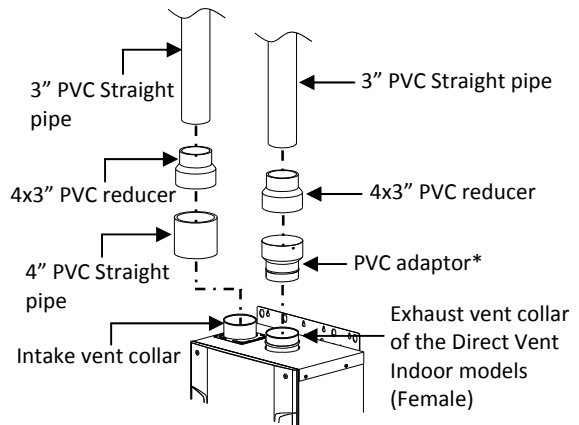 3” PVC Straight
pipe
3” PVC Straight pipe
4x3” PVC reducer
4x3” PVC reducer
4” PVC Straight
pipe
PVC adaptor*
Intake vent collar
Exhaust vent collar
of the Direct Vent
Indoor models
(Female)